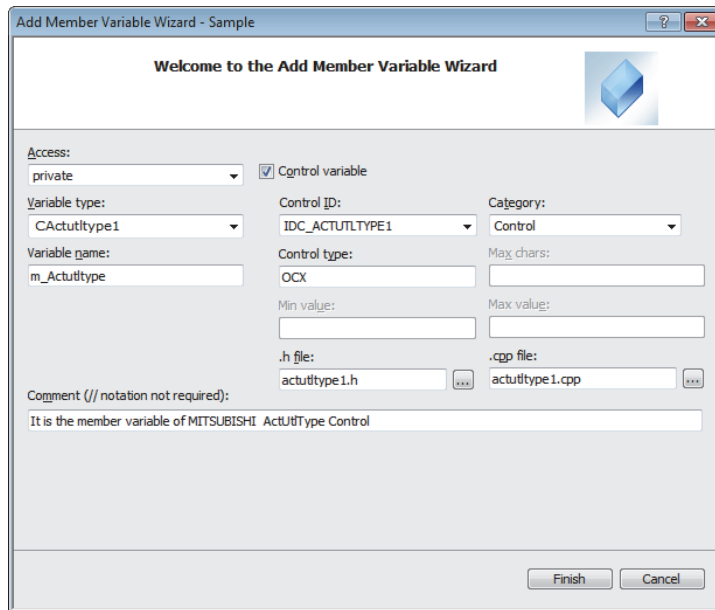 Add Member Variable Wizard - Sample
Welcome to the Add Member Variable Wizard
Access:
private
Control variable
Variable type:
CActutltype1
Control ID:
IDC_ACTUTLTYPE1
Category:
Control
Variable name:
m_Actutltype
Control type:
OCX
Max chars:
Min value:
Max value:
.h file:
actutltype1.h
...
.cpp file:
actutltype1.cpp
...
Comment (// notation not required):
It is the member variable of MITSUBISHI ActUtlType Control
Finish
Cancel